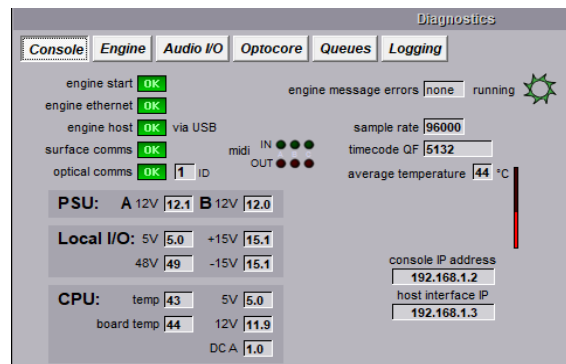 Diagnostics
Console Engine Audio I/O Optocore Queues Logging
engine start OK
engine message errors none running
engine ethernet OK
engine host OK via USB
sample rate 96000
surface comms OK
midi IN
OUT
timecode QF 5132
optical comms OK 1 ID
average temperature 44 °C
PSU: A 12V 12.1 B 12V 12.0
Local I/O: 5V 5.0 +15V 15.1
48V 49 -15V 15.1
console IP address
192.168.1.2
host interface IP
192.168.1.3
CPU: temp 43 5V 5.0
board temp 44 12V 11.9
DC A 1.0